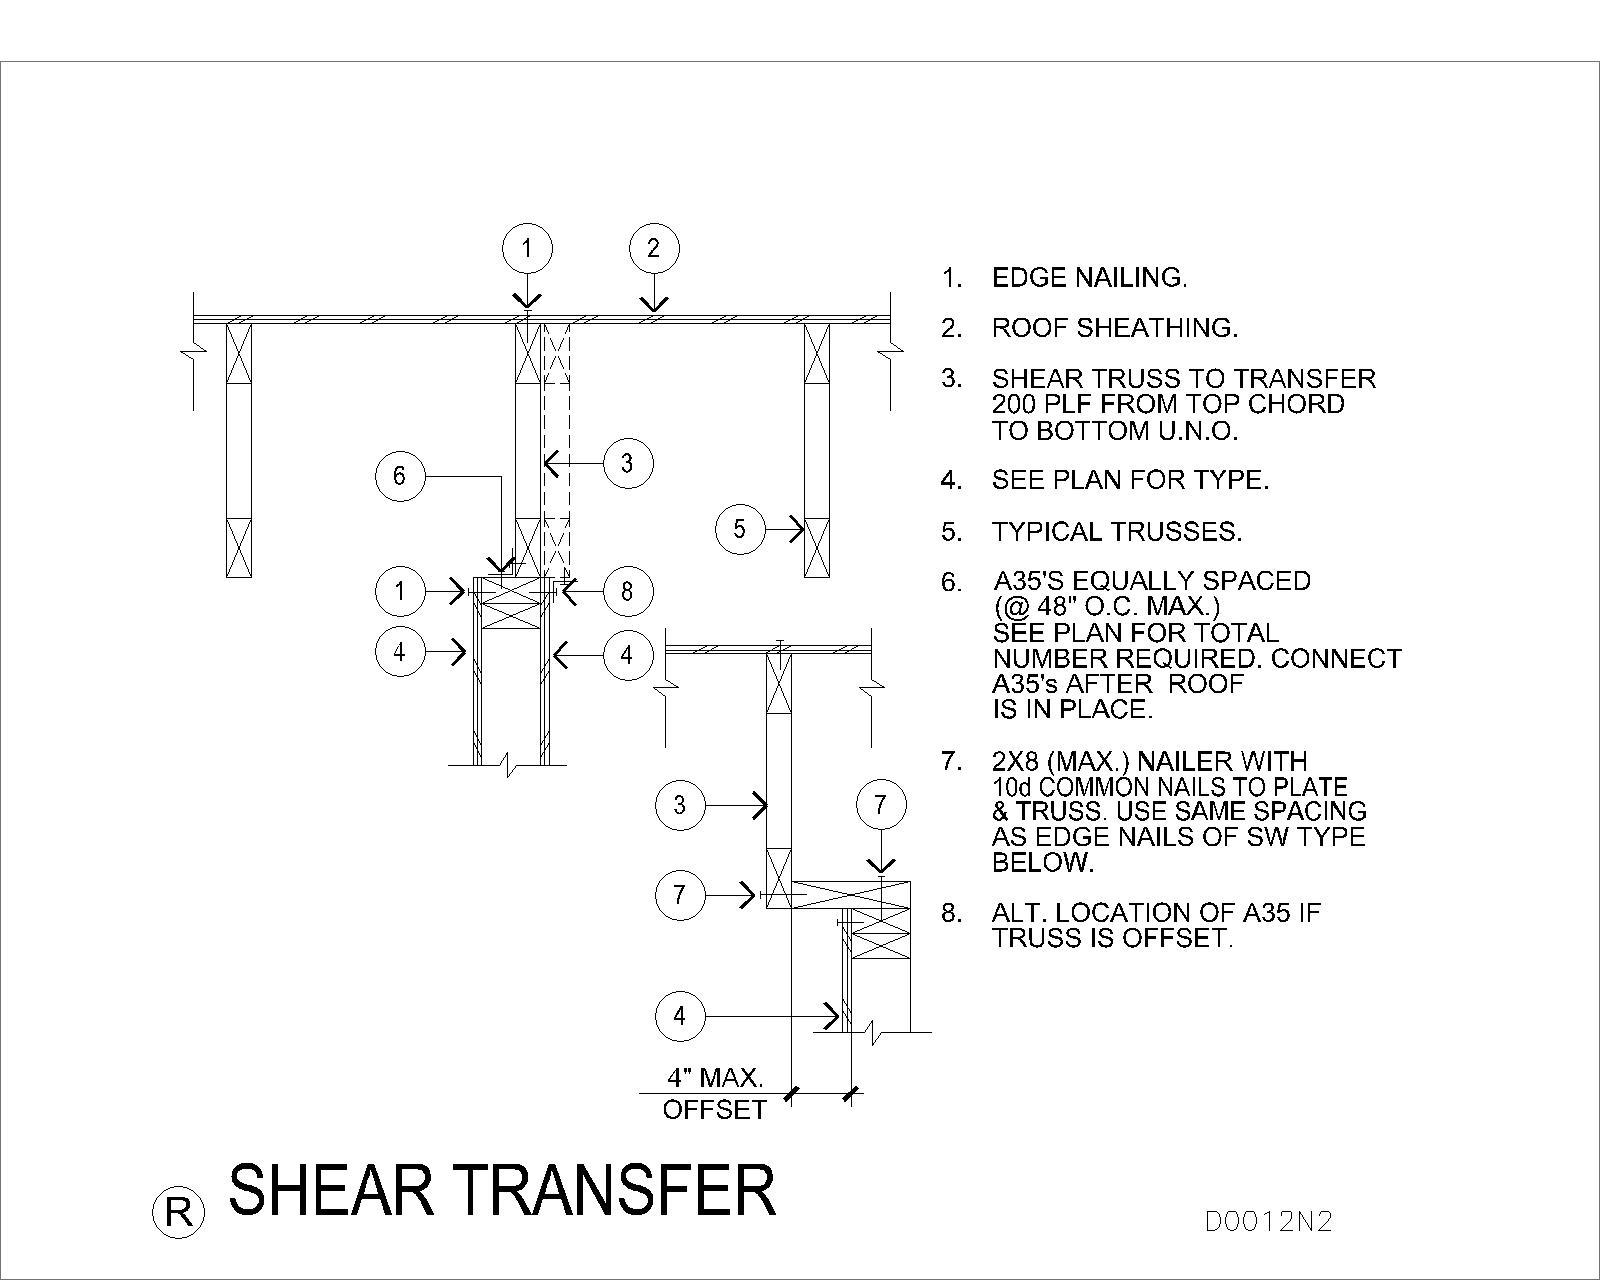 1
2
6
3
5
1
8
4
4
3
7
7
4
4" MAX.
OFFSET
1. EDGE NAILING.
2. ROOF SHEATHING.
3. SHEAR TRUSS TO TRANSFER
200 PLF FROM TOP CHORD
TO BOTTOM U.N.O.
4. SEE PLAN FOR TYPE.
5. TYPICAL TRUSSES.
6. A35'S EQUALLY SPACED
(@ 48" O.C. MAX.)
SEE PLAN FOR TOTAL
NUMBER REQUIRED. CONNECT
A35's AFTER ROOF
IS IN PLACE.
7. 2X8 (MAX.) NAILER WITH
10d COMMON NAILS TO PLATE
& TRUSS. USE SAME SPACING
AS EDGE NAILS OF SW TYPE
BELOW.
8. ALT. LOCATION OF A35 IF
TRUSS IS OFFSET.
R SHEAR TRANSFER
D0012N2